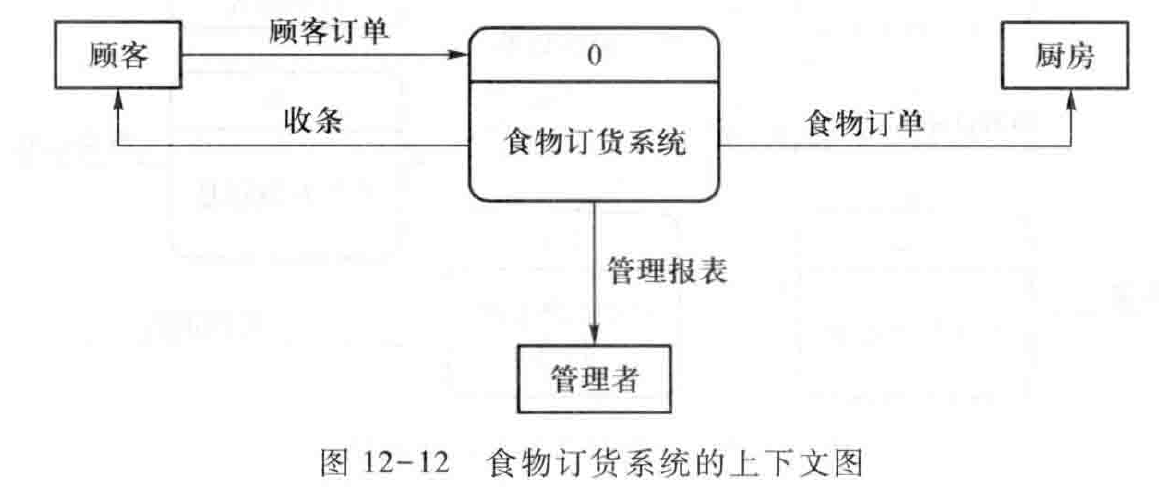 顾客
顾客订单
0
厨房
收条
食物订货系统
食物订单
管理报表
管理者
图 12-12 食物订货系统的上下文图